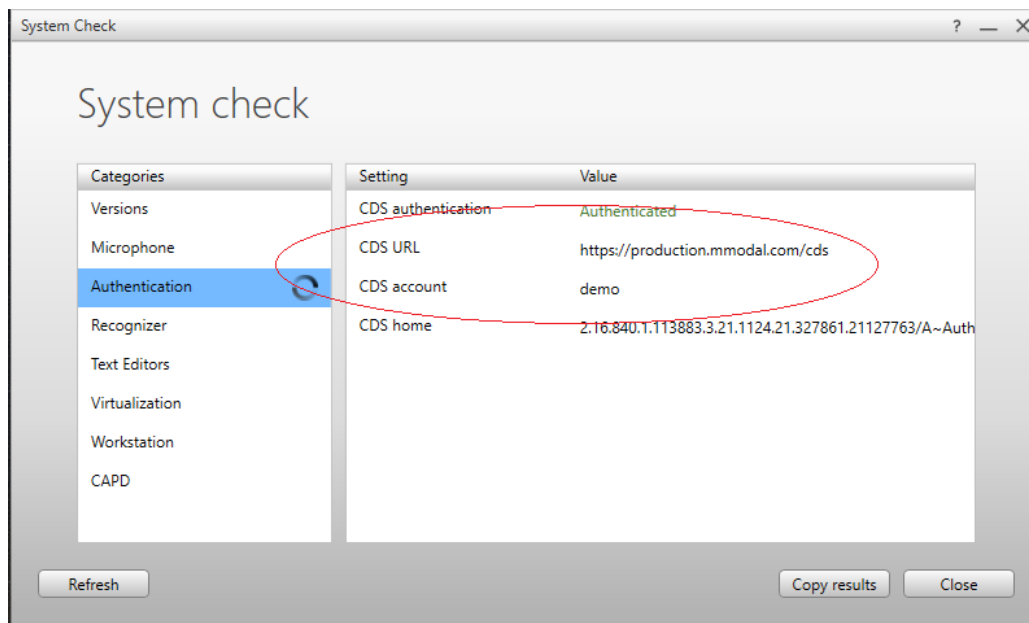 System Check ?
System check
Categories
Versions
Microphone
Authentication
Recognizer
Text Editors
Virtualization
Workstation
CAPD
Setting Value
CDS authentication Authenticated
CDS URL https://production.mmodal.com/cds
CDS account demo
CDS home 2.16.840.1.113883.3.21.1124.21.327861.21127763/A~Auth
Refresh Copy results Close